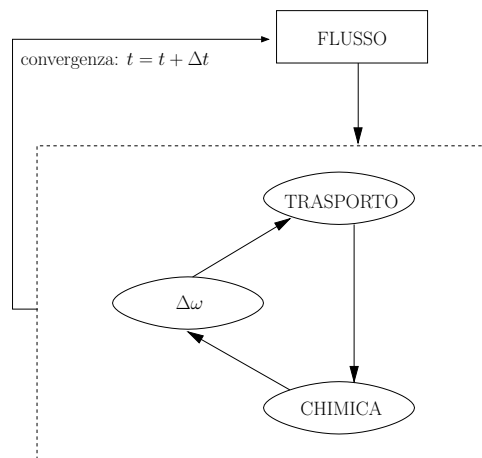 FLUSSO
convergenza: t = t + Δt
TRASPORTO
Δω
CHIMICA